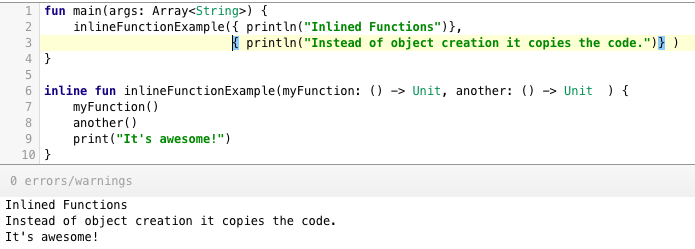 1 fun main(args: Array<String>) {
2     inlineFunctionExample({ println("Inlined Functions")},
3                           { println("Instead of object creation it copies the code.")} )
4 }
5
6 inline fun inlineFunctionExample(myFunction: () -> Unit, another: () -> Unit  ) {
7     myFunction()
8     another()
9     print("It's awesome!")
10 }
0 errors/warnings
Inlined Functions
Instead of object creation it copies the code.
It's awesome!